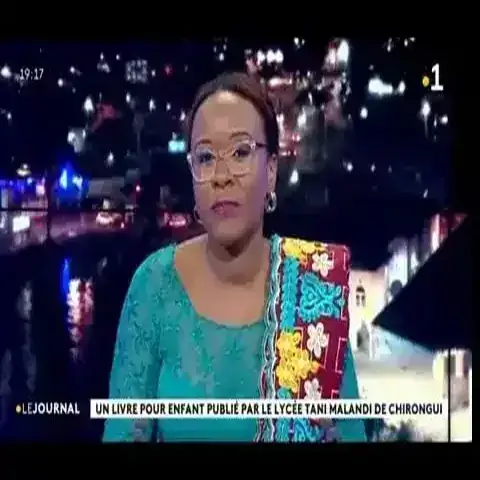 19:17
1
LEJOURNAL
UN LIVRE POUR ENFANT PUBLIÉ PAR LE LYCÉE TANI MALANDI DE CHIRONGUI